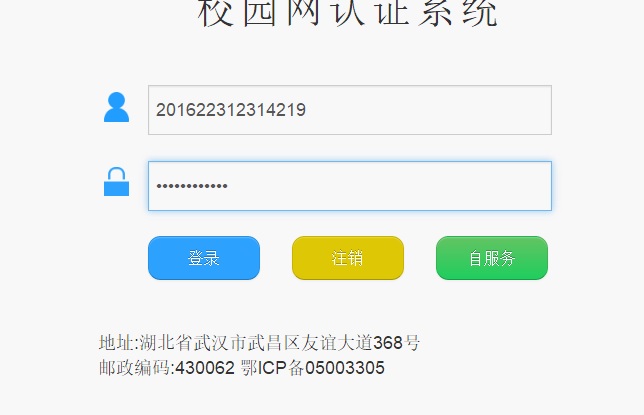 校园网认证系统
201622312314219
••••••••••••
登录 注销 自服务
地址:湖北省武汉市武昌区友谊大道368号
邮政编码:430062 鄂ICP备05003305